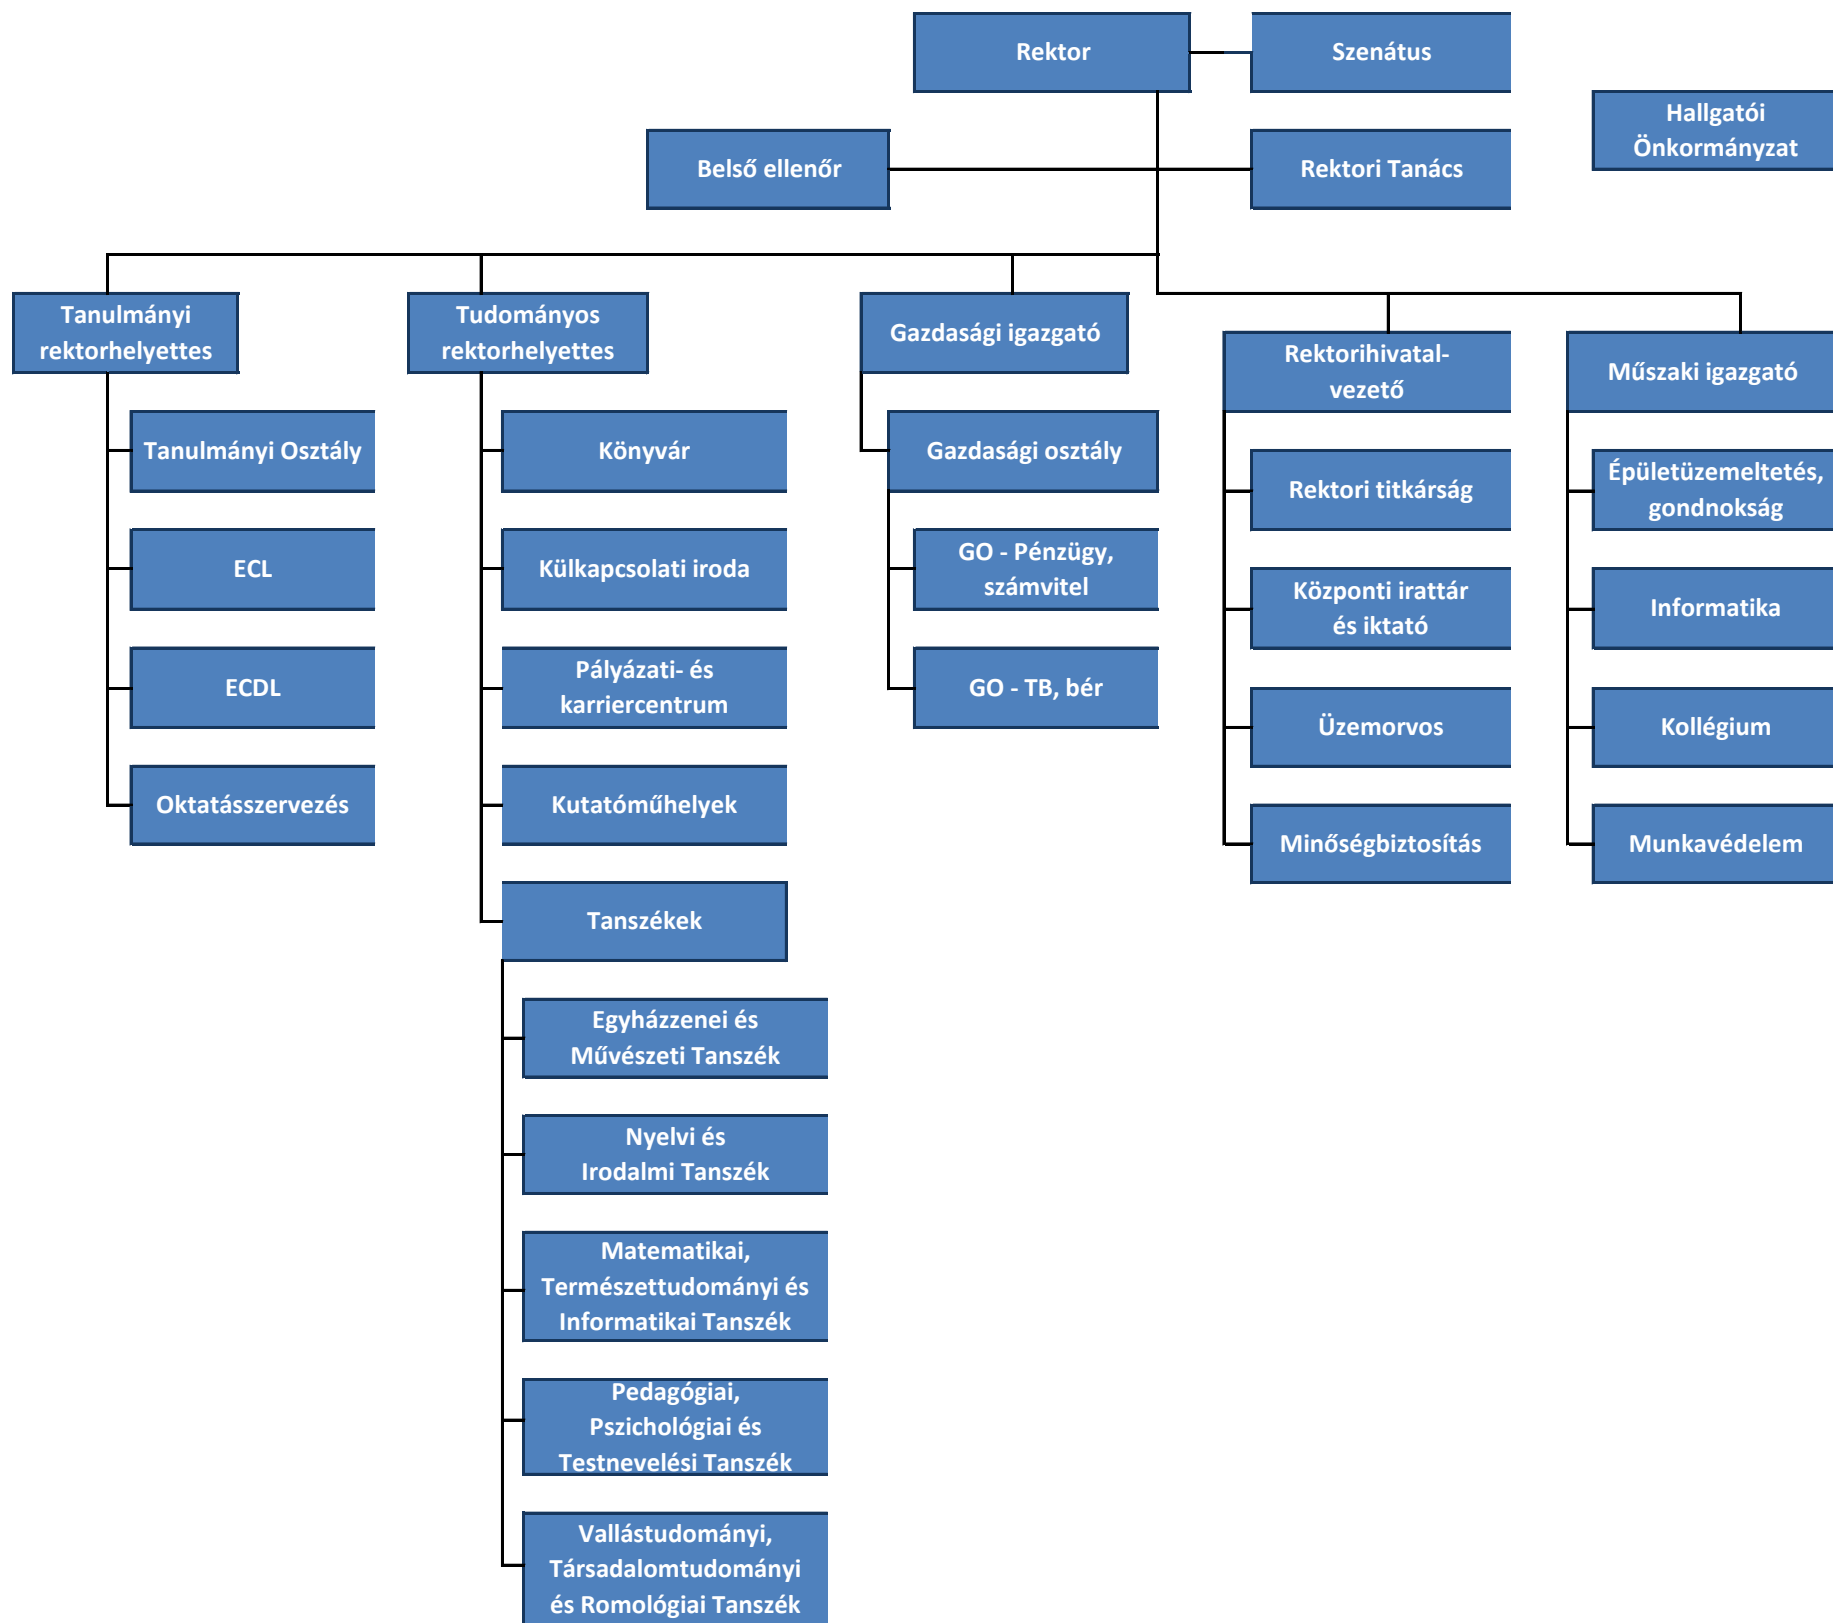 Rektor
Szenátus
Hallgatói
Önkormányzat
Belső ellenőr
Rektori Tanács
Tanulmányi
rektorhelyettes
Tudományos
rektorhelyettes
Gazdasági igazgató
Rektorihivatal-
vezető
Műszaki igazgató
Tanulmányi Osztály
ECL
ECDL
Oktatásszervezés
Könyvár
Külkapcsolati iroda
Pályázati- és
karriercentrum
Kutatóműhelyek
Tanszékek
Egyházzenei és
Művészeti Tanszék
Nyelvi és
Irodalmi Tanszék
Matematikai,
Természettudományi és
Informatikai Tanszék
Pedagógiai,
Pszichológiai és
Testnevelési Tanszék
Vallástudományi,
Társadalomtudományi
és Romológiai Tanszék
Gazdasági osztály
GO - Pénzügy,
számvitel
GO - TB, bér
Rektori titkárság
Központi irattár
és iktató
Üzemorvos
Minőségbiztosítás
Épületüzemeltetés,
gondnokság
Informatika
Kollégium
Munkavédelem